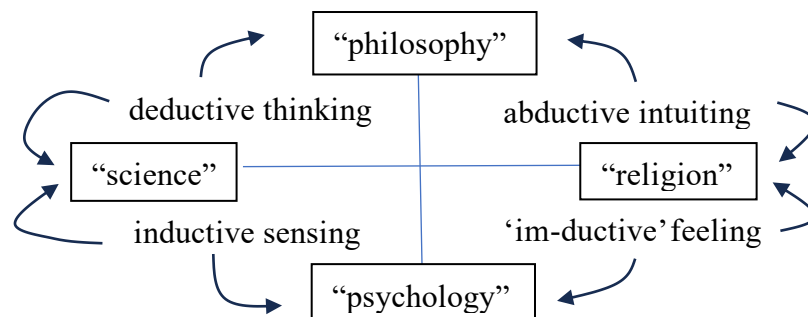 “philosophy”
deductive thinking
abductive intuiting
“science”
“religion”
inductive sensing
‘im-ductive’ feeling
“psychology”